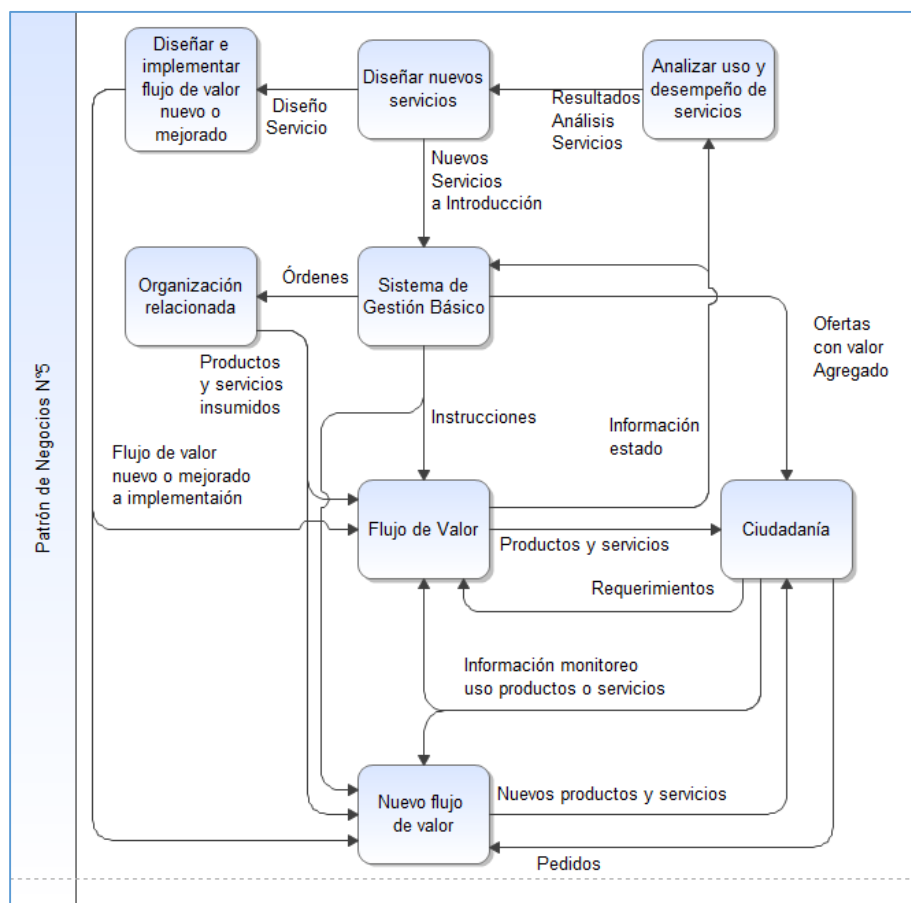 Patrón de Negocios Nº5
Diseñar e
implementar
flujo de valor
nuevo o
mejorado
Diseño
Servicio
Diseñar nuevos
servicios
Resultados
Análisis
Servicios
Analizar uso y
desempeño de
servicios
Nuevos
Servicios
a Introducción
Organización
relacionada
Órdenes
Sistema de
Gestión Básico
Ofertas
con valor
Agregado
Productos
y servicios
insumidos
Instrucciones
Información
estado
Flujo de valor
nuevo o mejorado
a implementaión
Flujo de Valor
Productos y servicios
Ciudadanía
Requerimientos
Información monitoreo
uso productos o servicios
Nuevo flujo
de valor
Nuevos productos y servicios
Pedidos